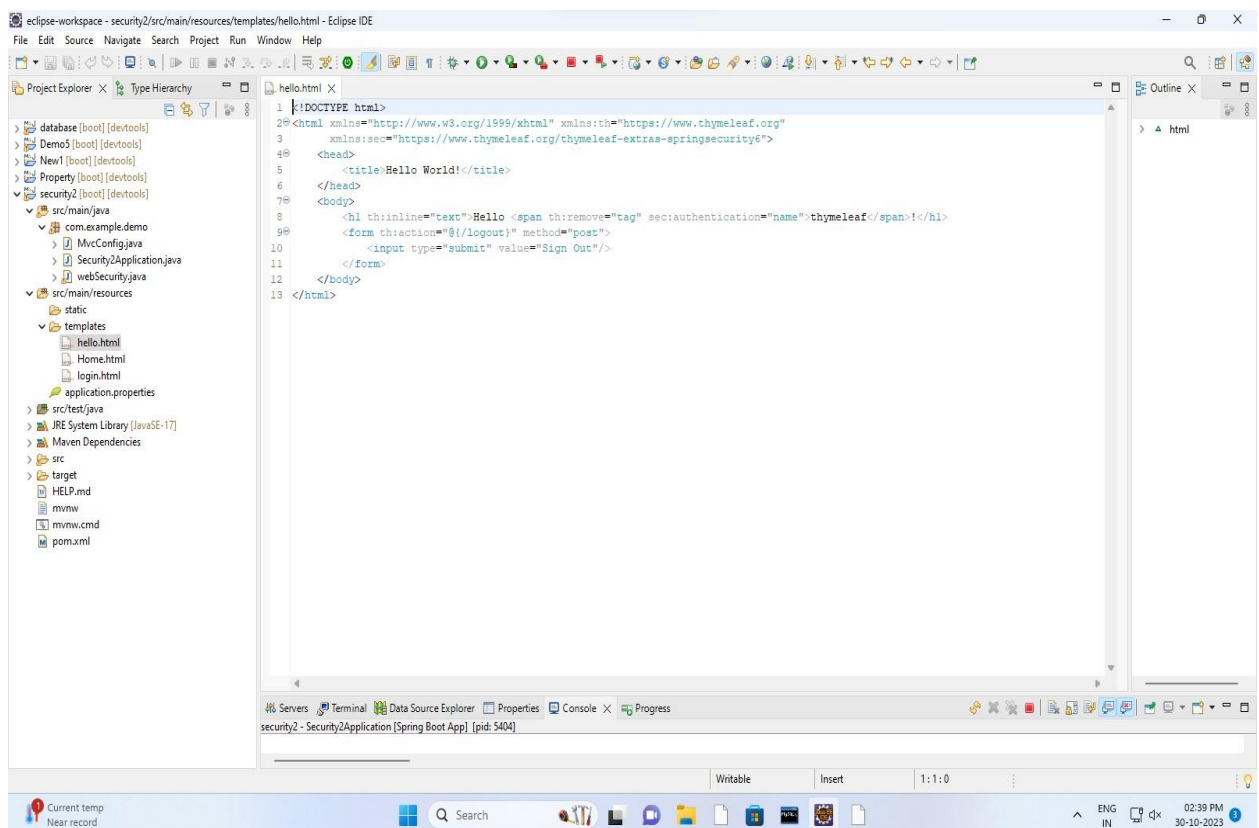 eclipse-workspace - security2/src/main/resources/templates/hello.html - Eclipse IDE
File Edit Source Navigate Search Project Run Window Help
Project Explorer Type Hierarchy
hello.html
Outline
database [boot] [devtools]
Demo5 [boot] [devtools]
New1 [boot] [devtools]
Property [boot] [devtools]
security2 [boot] [devtools]
src/main/java
com.example.demo
MvcConfig.java
Security2Application.java
webSecurity.java
src/main/resources
static
templates
hello.html
Home.html
login.html
application.properties
src/test/java
JRE System Library [JavaSE-17]
Maven Dependencies
src
target
HELP.md
mvnw
mvnw.cmd
pom.xml
1 <!DOCTYPE html>
2 <html xmlns="http://www.w3.org/1999/xhtml" xmlns:th="https://www.thymeleaf.org"
3 xmlns:sec="https://www.thymeleaf.org/thymeleaf-extras-springsecurity6">
4 <head>
5 <title>Hello World!</title>
6 </head>
7 <body>
8 <h1 th:inline="text">Hello <span th:remove="tag" sec:authentication="name">thymeleaf</span>!</h1>
9 <form th:action="@{/logout}" method="post">
10 <input type="submit" value="Sign Out"/>
11 </form>
12 </body>
13 </html>
html
Servers Terminal Data Source Explorer Properties Console Progress
security2 - Security2Application [Spring Boot App] [pid: 5404]
Writable Insert 1:1:0
1
Current temp
Near record
Search
ENG
IN
02:39 PM
30-10-2023
3